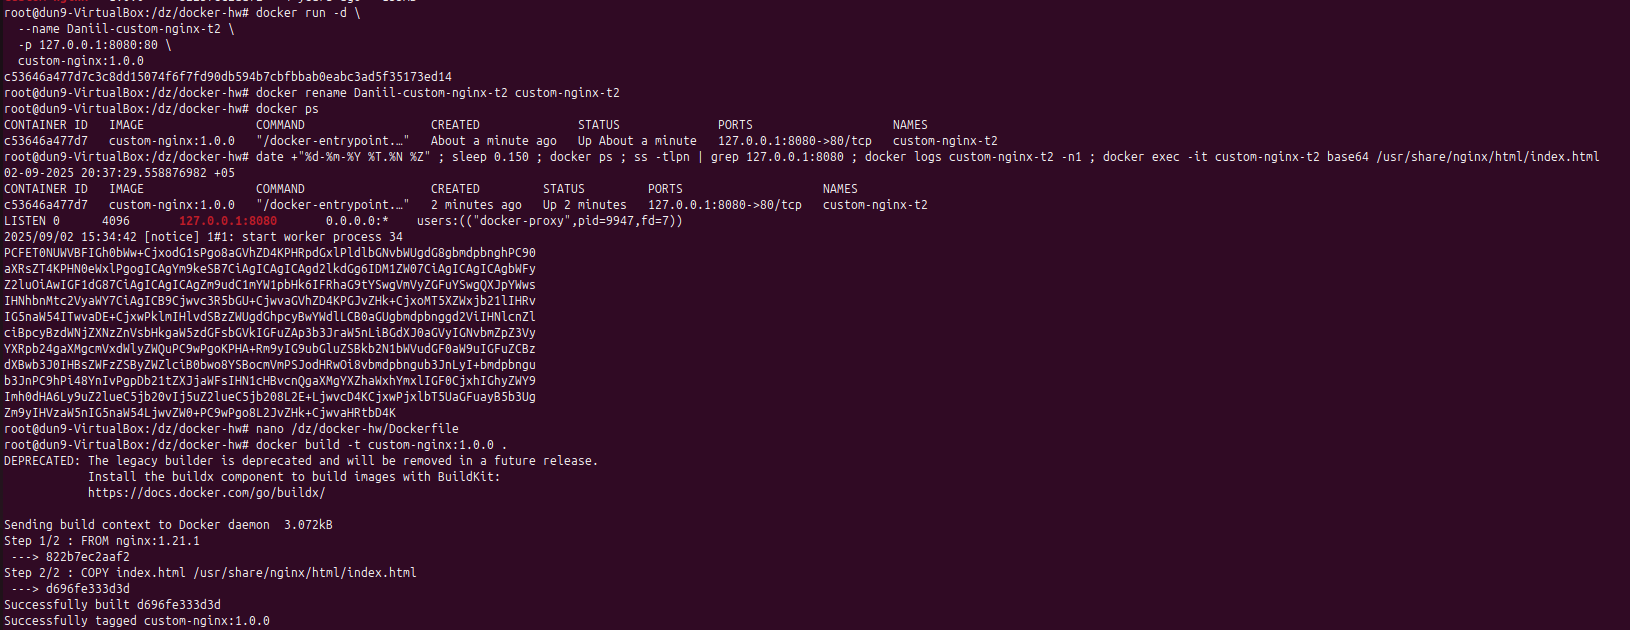 root@dun9-VirtualBox:/dz/docker-hw# docker run -d \
  --name Daniil-custom-nginx-t2 \
  -p 127.0.0.1:8080:80 \
  custom-nginx:1.0.0
c53646a477d7c3c8dd15074f6f7fd90db594b7cbfbbab0eabc3ad5f35173ed14
root@dun9-VirtualBox:/dz/docker-hw# docker rename Daniil-custom-nginx-t2 custom-nginx-t2
root@dun9-VirtualBox:/dz/docker-hw# docker ps
CONTAINER ID   IMAGE                COMMAND                  CREATED              STATUS              PORTS                    NAMES
c53646a477d7   custom-nginx:1.0.0   "/docker-entrypoint.…"   About a minute ago   Up About a minute   127.0.0.1:8080->80/tcp   custom-nginx-t2
root@dun9-VirtualBox:/dz/docker-hw# date +"%d-%m-%Y %T.%N %Z" ; sleep 0.150 ; docker ps ; ss -tlpn | grep 127.0.0.1:8080 ; docker logs custom-nginx-t2 -n1 ; docker exec -it custom-nginx-t2 base64 /usr/share/nginx/html/index.html
02-09-2025 20:37:29.558876982 +05
CONTAINER ID   IMAGE                COMMAND                  CREATED         STATUS         PORTS                    NAMES
c53646a477d7   custom-nginx:1.0.0   "/docker-entrypoint.…"   2 minutes ago   Up 2 minutes   127.0.0.1:8080->80/tcp   custom-nginx-t2
LISTEN 0      4096       127.0.0.1:8080       0.0.0.0:*    users:(("docker-proxy",pid=9947,fd=7))
2025/09/02 15:34:42 [notice] 1#1: start worker process 34
PCFET0NUWVBFIGh0bWw+CjxodG1sPgo8aGVhZD4KPHRpdGxlPldlbGNvbWUgdG8gbmdpbnghPC90
aXRsZT4KPHN0eWxlPgogICAgYm9keSB7CiAgICAgICAgd2lkdGg6IDM1ZW07CiAgICAgICAgbWFy
Z2luOiAwIGF1dG87CiAgICAgICAgZm9udC1mYW1pbHk6IFRhaG9tYSwgVmVyZGFuYSwgQXJpYWws
IHNhbnMtc2VyaWY7CiAgICB9Cjwvc3R5bGU+CjwvaGVhZD4KPGJvZHk+CjxoMT5XZWxjb21lIHRv
IG5naW54ITwvaDE+CjxwPklmIHlvdSBzZWUgdGhpcyBwYWdlLCB0aGUgbmdpbnggd2ViIHNlcnZl
ciBpcyBzdWNjZXNzZnVsbHkgaW5zdGFsbGVkIGFuZAp3b3JraW5nLiBGdXJ0aGVyIGNvbmZpZ3Vy
YXRpb24gaXMgcmVxdWlyZWQuPC9wPgoKPHA+Rm9yIG9ubGluZSBkb2N1bWVudGF0aW9uIGFuZCBz
dXBwb3J0IHBsZWFzZSByZWZlciB0bwo8YSBocmVmPSJodHRwOi8vbmdpbngub3JnLyI+bmdpbngu
b3JnPC9hPi48YnIvPgpDb21tZXJjaWFsIHN1cHBvcnQgaXMgYXZhaWxhYmxlIGF0CjxhIGhyZWY9
Imh0dHA6Ly9uZ2lueC5jb20vIj5uZ2lueC5jb208L2E+LjwvcD4KCjxwPjxlbT5UaGFuayB5b3Ug
Zm9yIHVzaW5nIG5naW54LjwvZW0+PC9wPgo8L2JvZHk+CjwvaHRtbD4K
root@dun9-VirtualBox:/dz/docker-hw# nano /dz/docker-hw/Dockerfile
root@dun9-VirtualBox:/dz/docker-hw# docker build -t custom-nginx:1.0.0 .
DEPRECATED: The legacy builder is deprecated and will be removed in a future release.
            Install the buildx component to build images with BuildKit:
            https://docs.docker.com/go/buildx/
Sending build context to Docker daemon  3.072kB
Step 1/2 : FROM nginx:1.21.1
 ---> 822b7ec2aaf2
Step 2/2 : COPY index.html /usr/share/nginx/html/index.html
 ---> d696fe333d3d
Successfully built d696fe333d3d
Successfully tagged custom-nginx:1.0.0